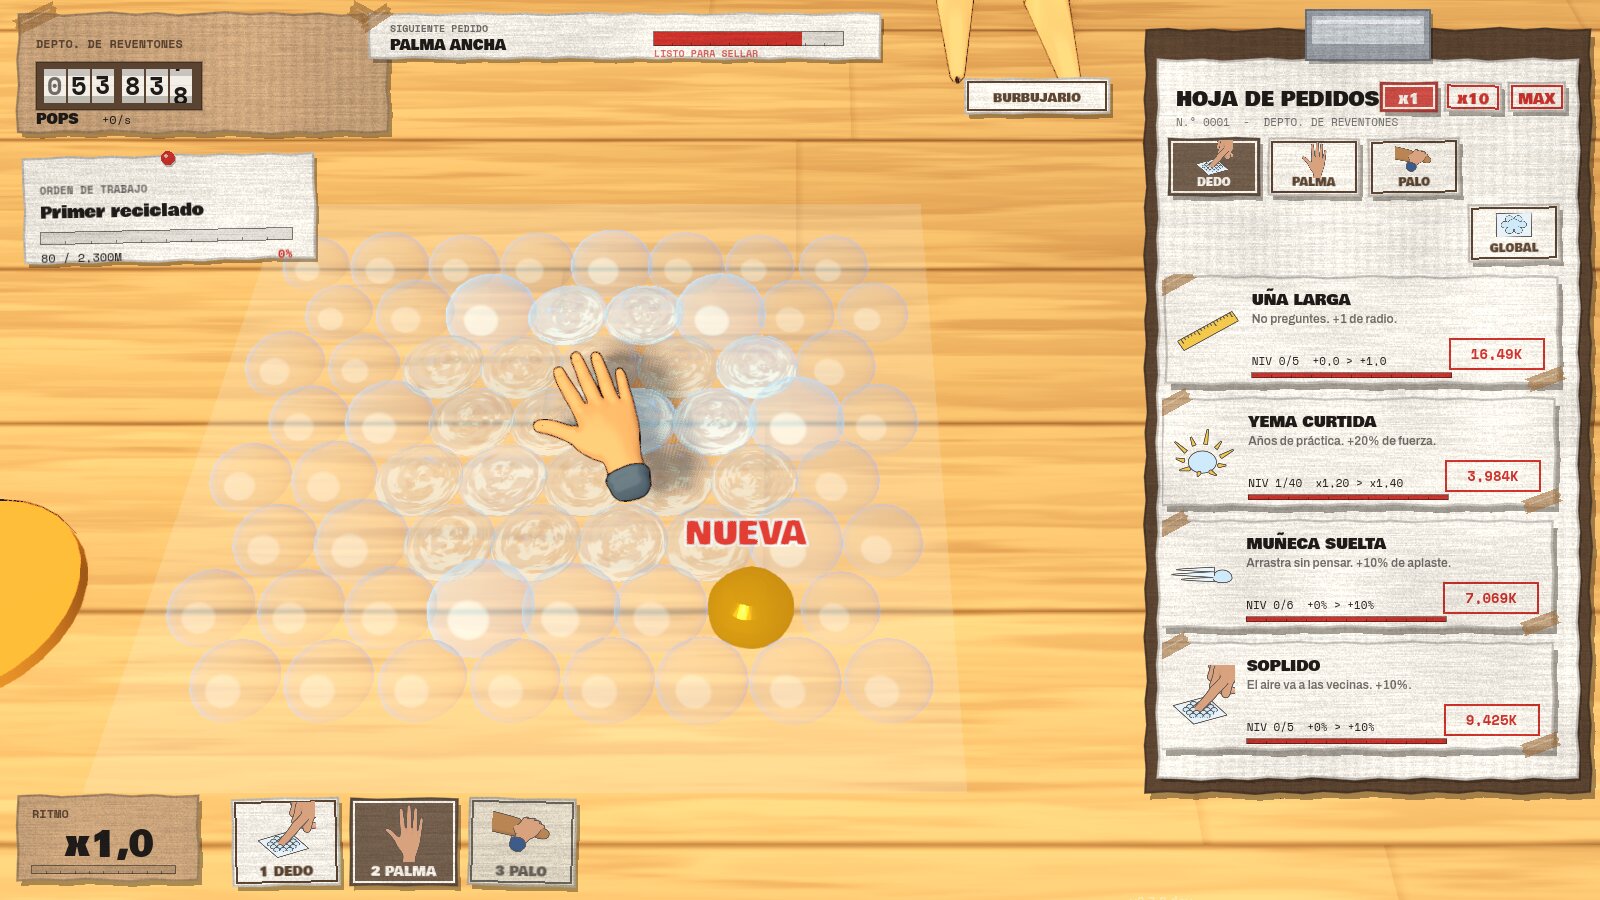 DEPTO. DE REVENTONES
053838
POPS +0/s
SIGUIENTE PEDIDO
PALMA ANCHA
LISTO PARA SELLAR
BURBUJARIO
ORDEN DE TRABAJO
Primer reciclado
80 / 2,300M 0%
HOJA DE PEDIDOS x1 x10 MAX
N.° 0001 - DEPTO. DE REVENTONES
DEDO PALMA PALO
GLOBAL
UÑA LARGA
No preguntes. +1 de radio.
NIV 0/5 +0,0 > +1,0 16,49K
YEMA CURTIDA
Años de práctica. +20% de fuerza.
NIV 1/40 x1,20 > x1,40 3,984K
MUÑECA SUELTA
Arrastra sin pensar. +10% de aplaste.
NIV 0/6 +0% > +10% 7,069K
SOPLIDO
El aire va a las vecinas. +10%.
NIV 0/5 +0% > +10% 9,425K
NUEVA
RITMO
x1,0
1 DEDO 2 PALMA 3 PALO